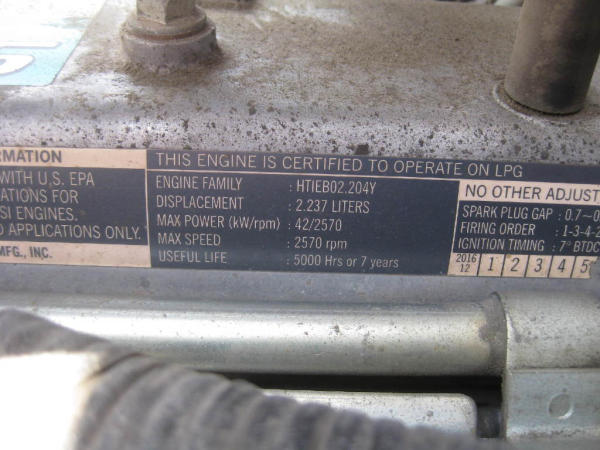 RMATION
WITH U.S. EPA
ATIONS FOR
SI ENGINES.
D APPLICATIONS ONLY.
MFG., INC.
THIS ENGINE IS CERTIFIED TO OPERATE ON LPG
ENGINE FAMILY : HTIEB02.204Y
DISPLACEMENT : 2.237 LITERS
MAX POWER (kW/rpm) : 42/2570
MAX SPEED : 2570 rpm
USEFUL LIFE : 5000 Hrs or 7 years
NO OTHER ADJUST
SPARK PLUG GAP : 0.7~0
FIRING ORDER : 1-3-4-2
IGNITION TIMING : 7° BTDC
2016
12 1 2 3 4 5